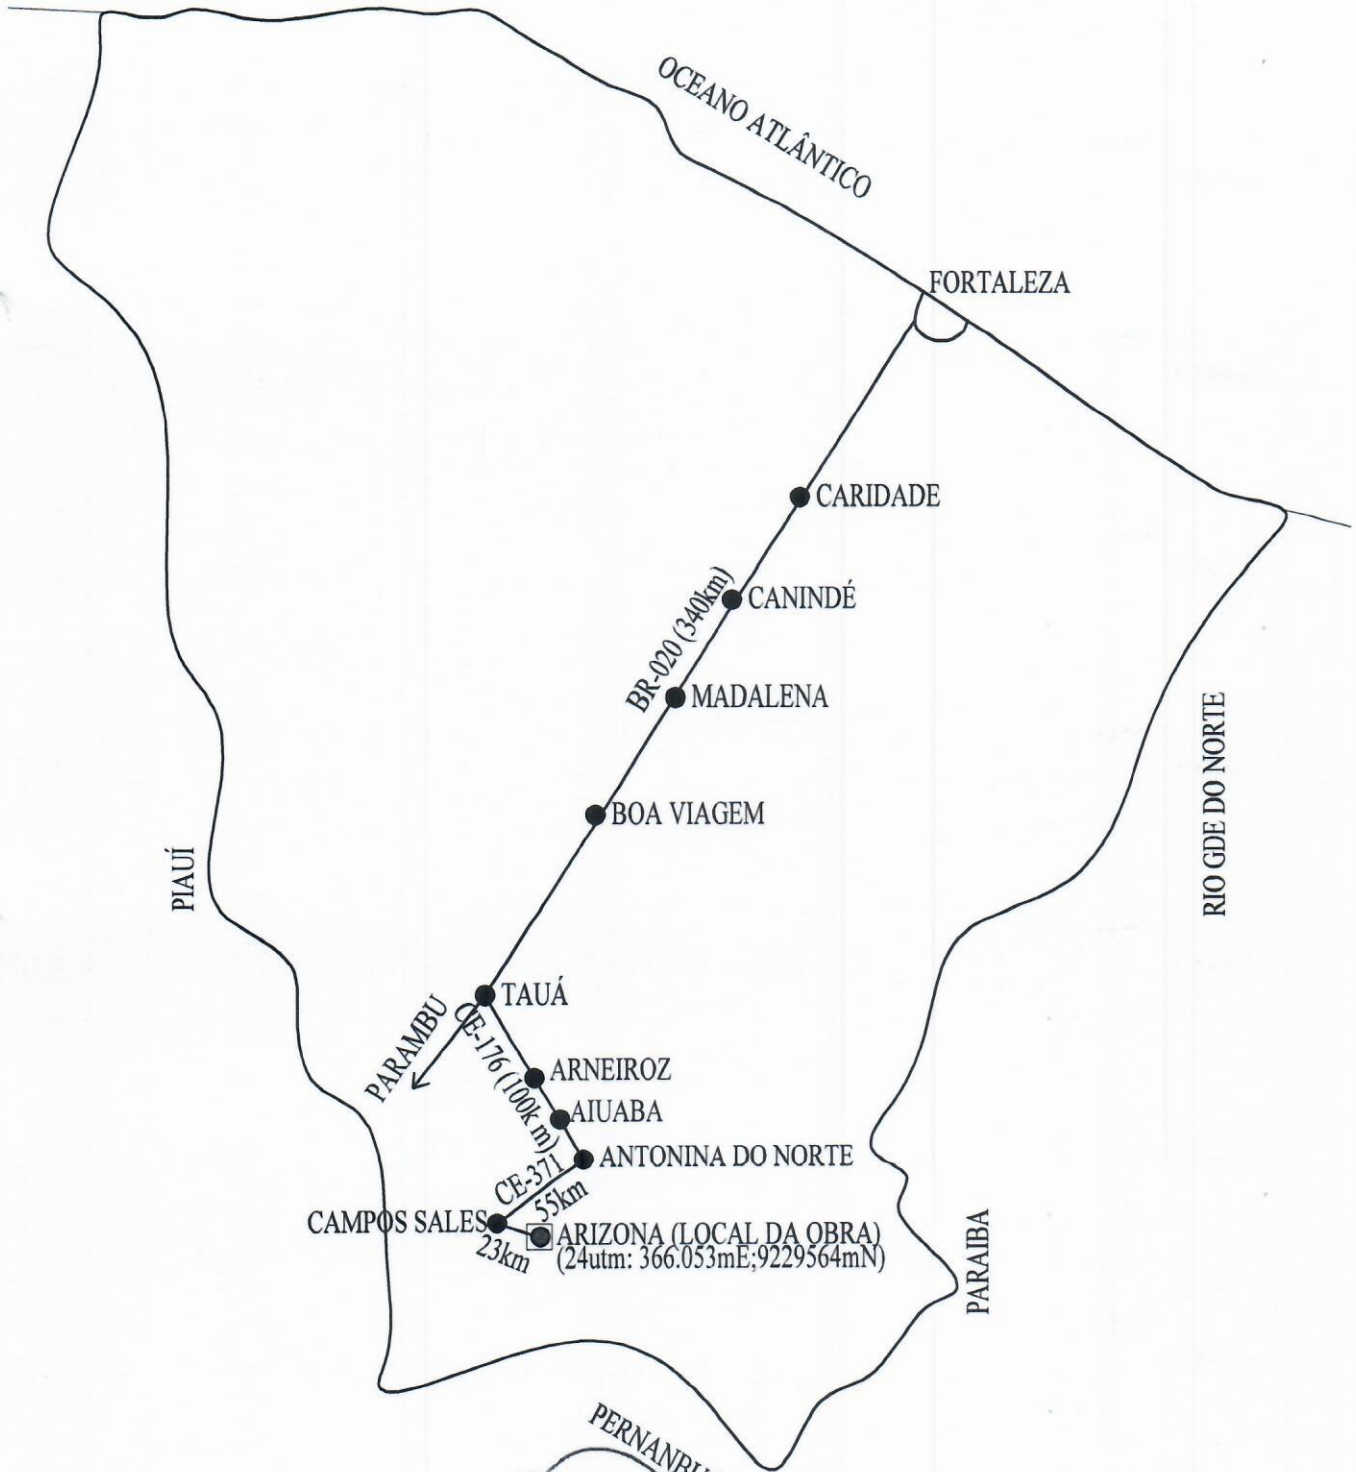 OCEANO ATLÂNTICO
FORTALEZA
CARIDADE
CANINDÉ
BR-020 (340km)
MADALENA
RIO GDE DO NORTE
BOA VIAGEM
PIAUÍ
TAUÁ
PARAMBU
CE-176 (100k m)
ARNEIROZ
AIUABA
ANTONINA DO NORTE
CE-371
55km
CAMPOS SALES
23km
ARIZONA (LOCAL DA OBRA)
(24utm: 366.053mE;9229564mN)
PARAIBA